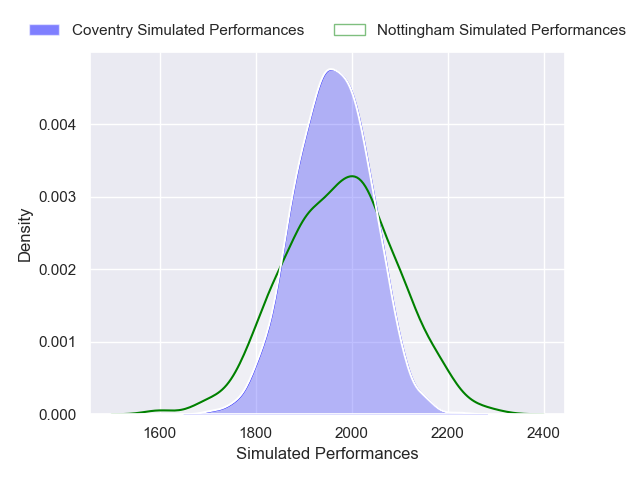 Coventry Simulated Performances
Nottingham Simulated Performances
Density
0.004
0.003
0.002
0.001
0.000
1600
1800
2000
2200
2400
Simulated Performances